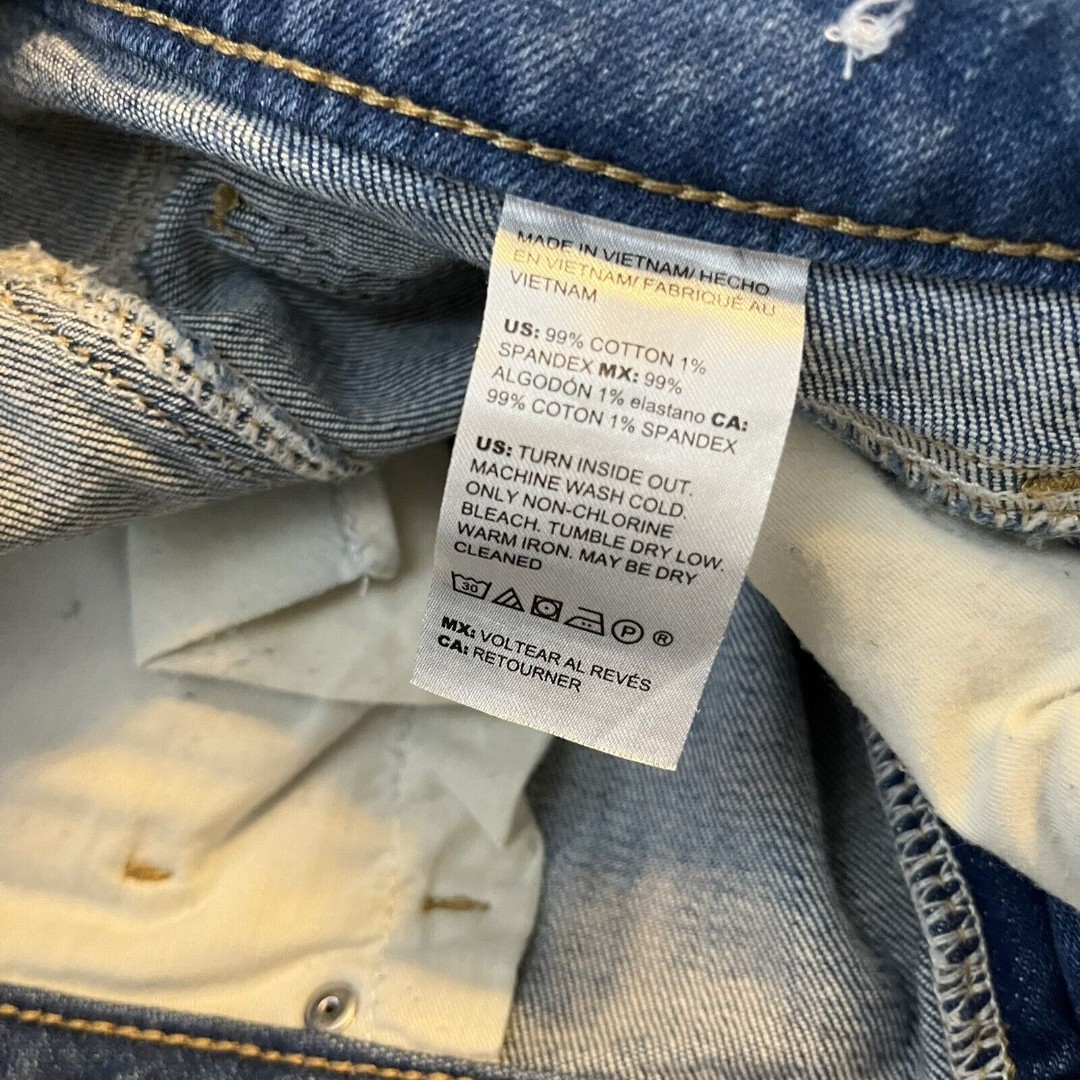 MADE IN VIETNAM/ HECHO
EN VIETNAM/ FABRIQUÉ AU
VIETNAM
US: 99% COTTON 1%
SPANDEX MX: 99%
ALGODÓN 1% elastano CA:
99% COTON 1% SPANDEX
US: TURN INSIDE OUT.
MACHINE WASH COLD.
ONLY NON-CHLORINE
BLEACH. TUMBLE DRY LOW.
WARM IRON. MAY BE DRY
CLEANED
30 P ®
MX: VOLTEAR AL REVÉS
CA: RETOURNER